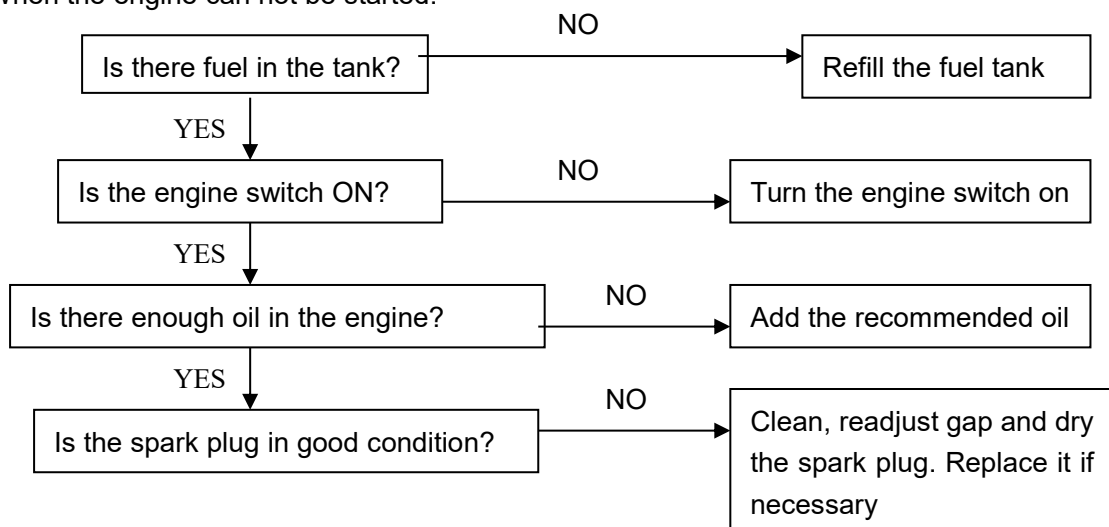 when the engine can not be started:
NO
Is there fuel in the tank?
Refill the fuel tank
YES
NO
Is the engine switch ON?
Turn the engine switch on
YES
NO
Is there enough oil in the engine?
Add the recommended oil
YES
NO
Is the spark plug in good condition?
Clean, readjust gap and dry
the spark plug. Replace it if
necessary